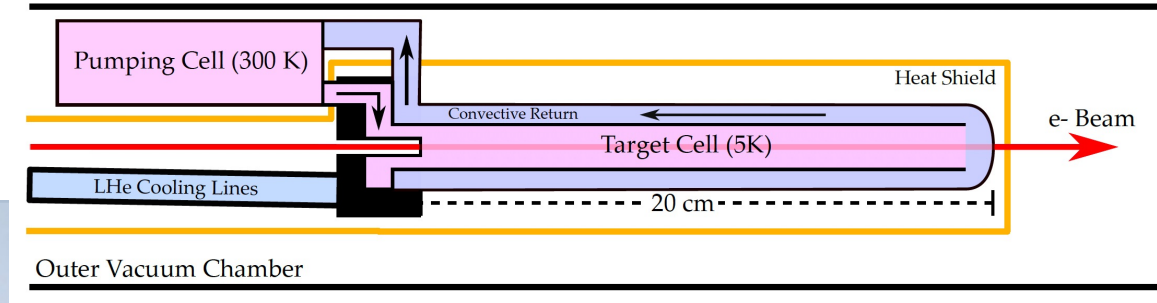 Pumping Cell (300 K)
Heat Shield
Convective Return
e- Beam
Target Cell (5K)
LHe Cooling Lines
20 cm
Outer Vacuum Chamber